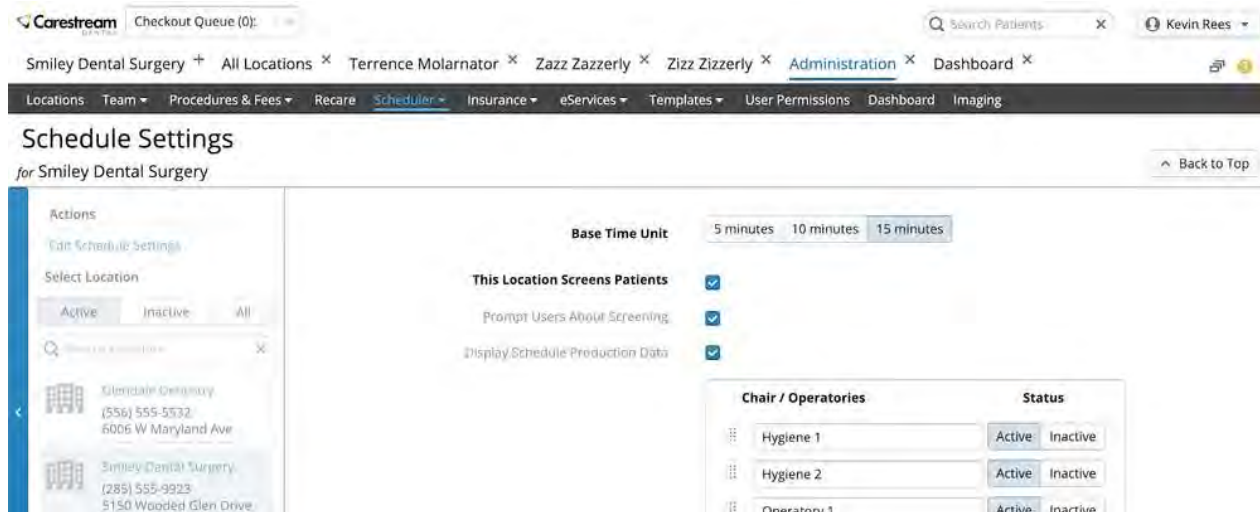 Carestream
DENTAL
Checkout Queue (0):
Search Patients
Kevin Rees
Smiley Dental Surgery
All Locations
Terrence Molarnator
Zazz Zazzerly
Zizz Zizzerly
Administration
Dashboard
Locations
Team
Procedures & Fees
Recare
Scheduler
Insurance
eServices
Templates
User Permissions
Dashboard
Imaging
Schedule Settings
for Smiley Dental Surgery
Back to Top
Actions
Edit Schedule Settings
Select Location
Active
Inactive
All
Glendale Dentistry
(556) 555-5532
6006 W Maryland Ave
Smiley Dental Surgery
(285) 555-9923
5150 Wooded Glen Drive
Base Time Unit
5 minutes
10 minutes
15 minutes
This Location Screens Patients
Prompt Users About Screening
Display Schedule Production Data
Chair / Operatories
Status
Hygiene 1
Active
Inactive
Hygiene 2
Active
Inactive
Operatory 1
Active
Inactive